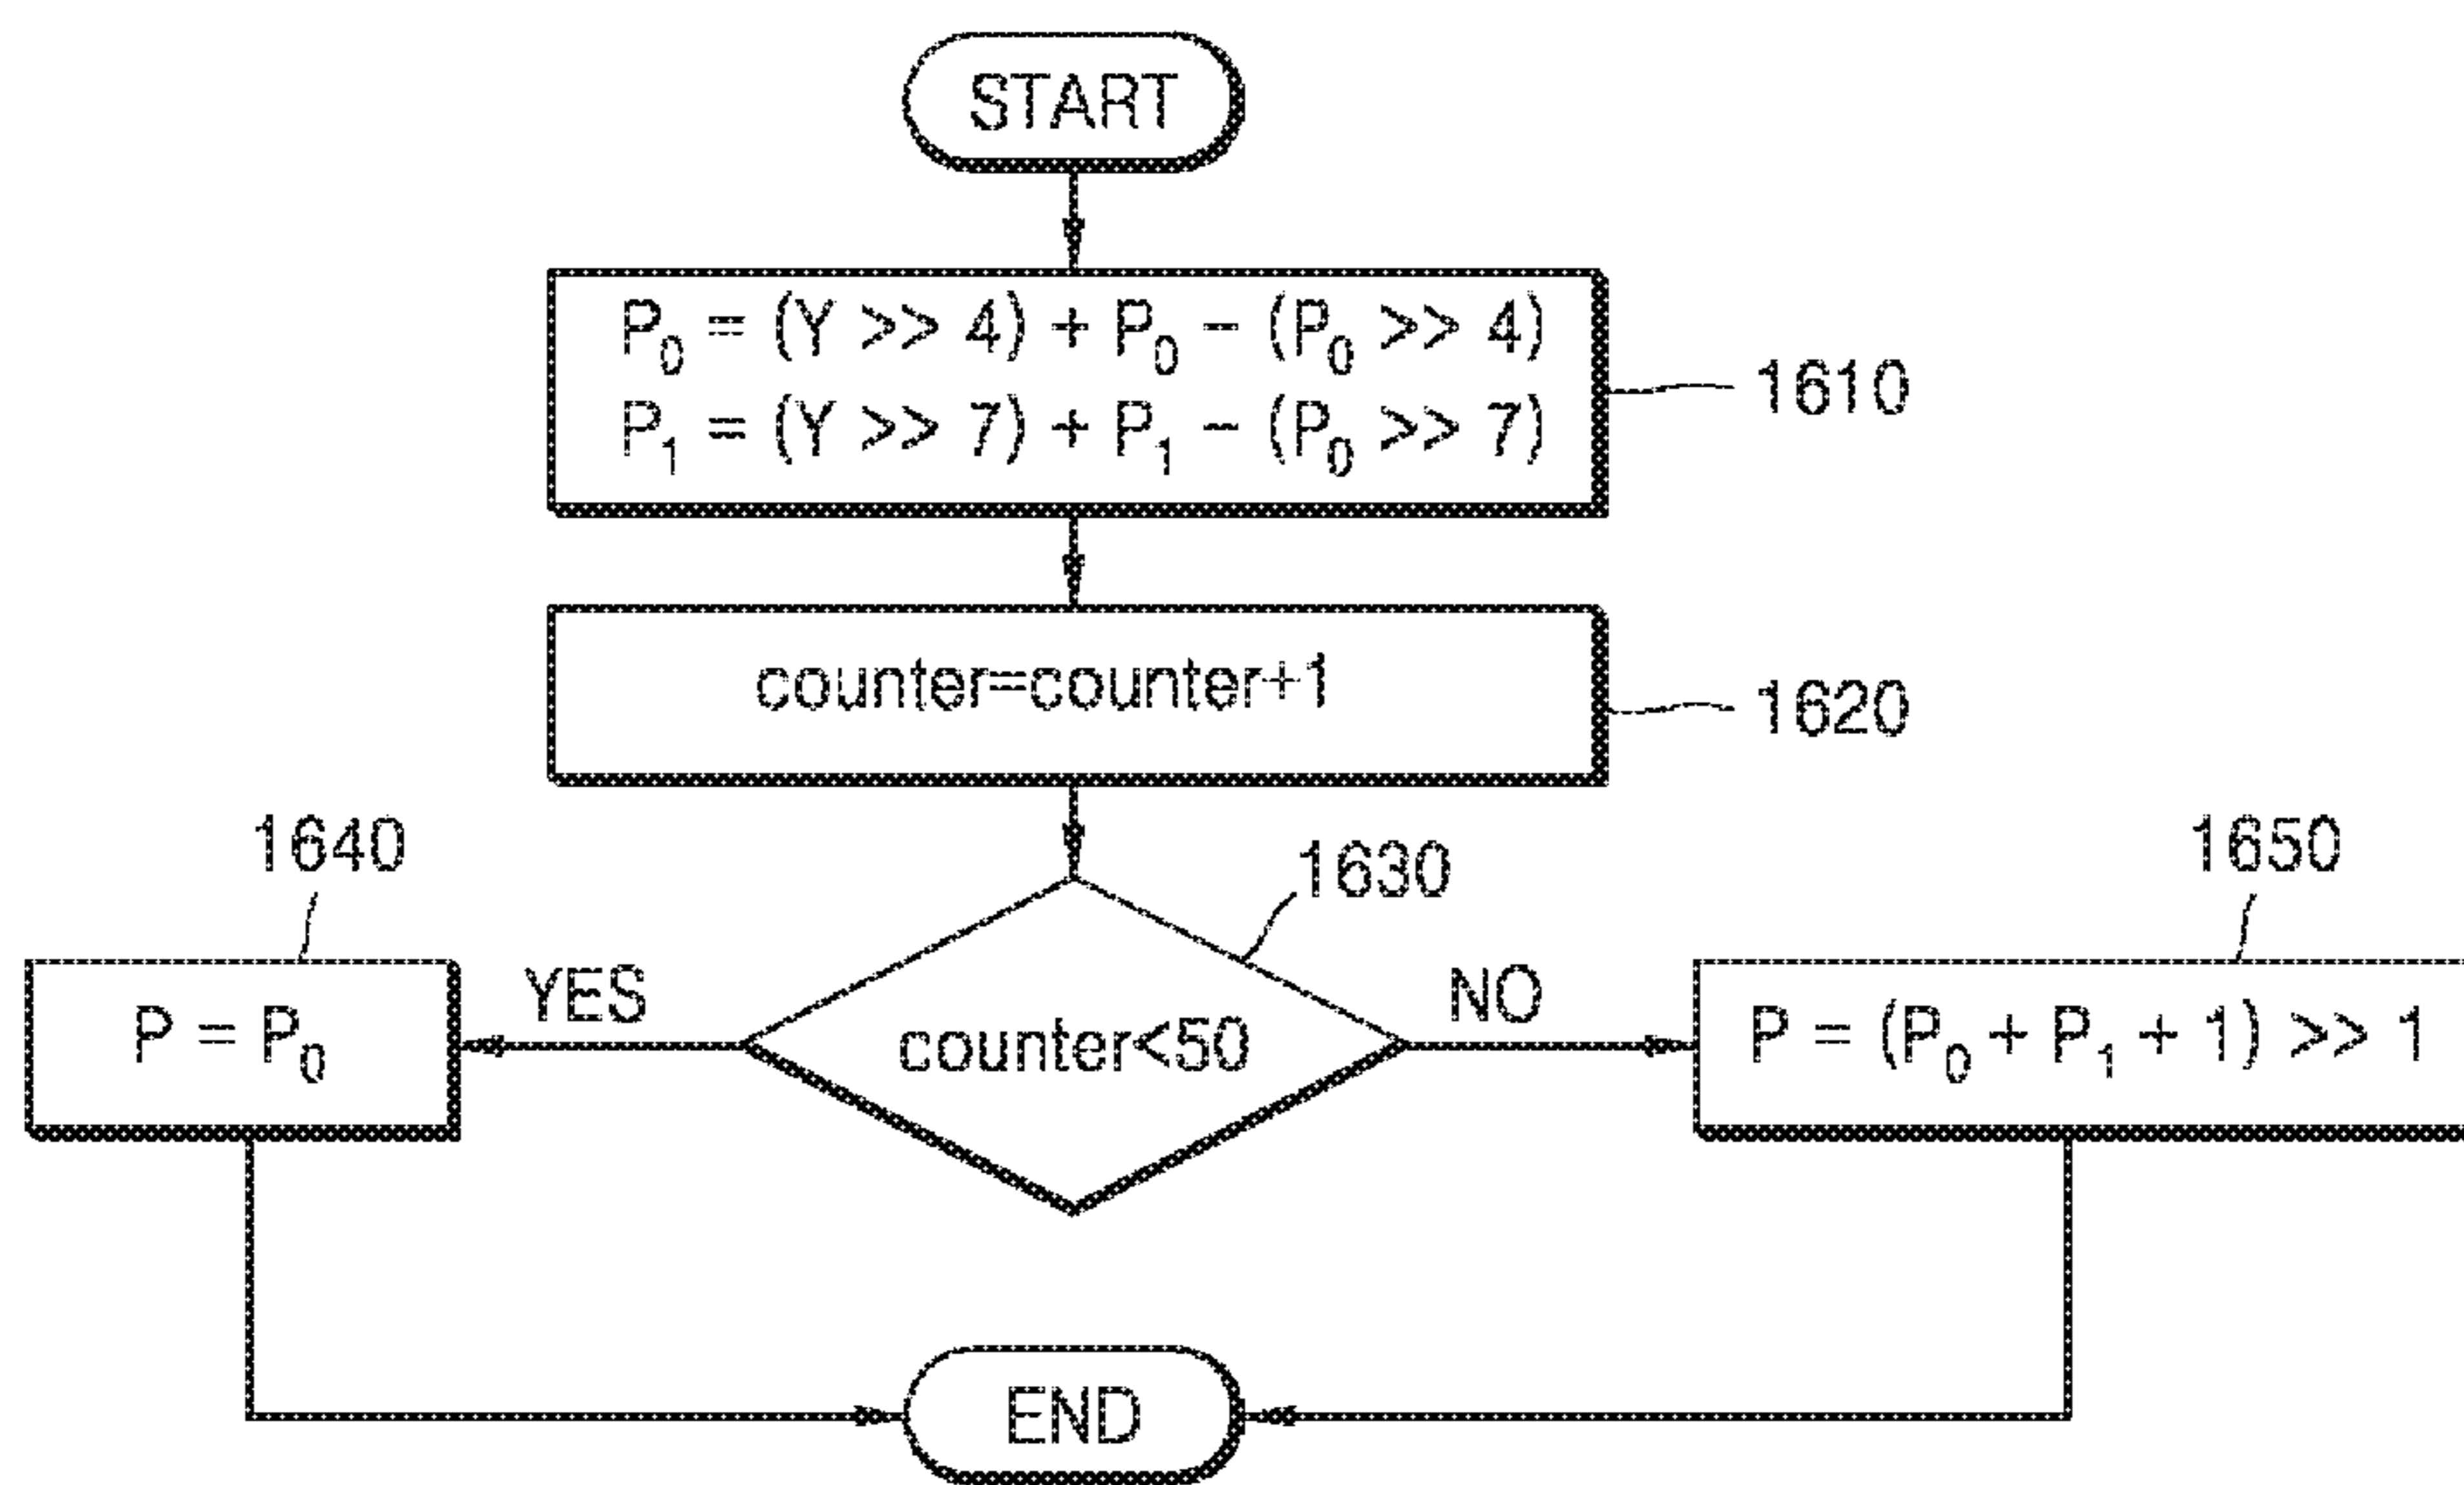 START
P₀ = (Y >> 4) + P₀ − (P₀ >> 4)
P₁ = (Y >> 7) + P₁ − (P₀ >> 7)
1610
counter=counter+1
1620
1640
1630
1650
P = P₀
YES
counter<50
NO
P = (P₀ + P₁ + 1) >> 1
END